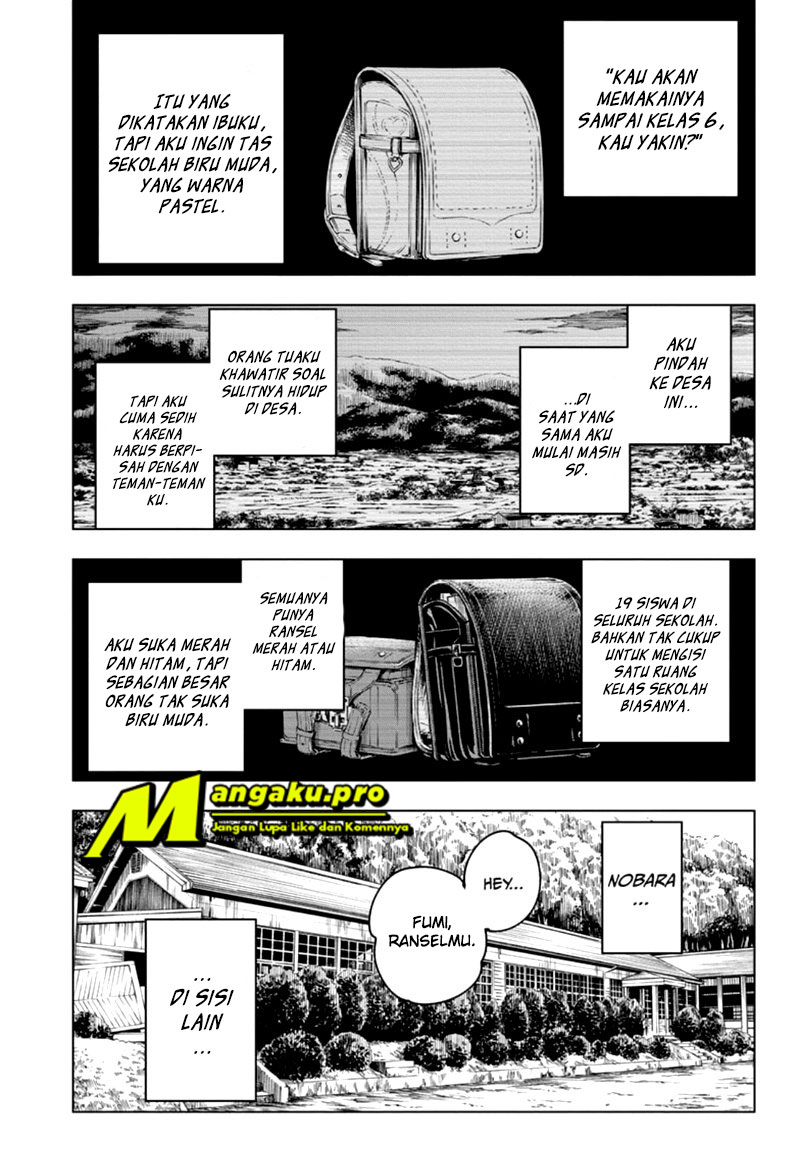 "KAU AKAN
MEMAKAINYA
SAMPAI KELAS 6,
KAU YAKIN?"
ITU YANG
DIKATAKAN IBUKU,
TAPI AKU INGIN TAS
SEKOLAH BIRU MUDA,
YANG WARNA
PASTEL.
AKU
PINDAH
KE DESA
INI...
...DI
SAAT YANG
SAMA AKU
MULAI MASIH
SD.
ORANG TUAKU
KHAWATIR SOAL
SULITNYA HIDUP
DI DESA.
TAPI AKU
CUMA SEDIH
KARENA
HARUS BERPI-
SAH DENGAN
TEMAN-TEMAN
KU.
19 SISWA DI
SELURUH SEKOLAH.
BAHKAN TAK CUKUP
UNTUK MENGISI
SATU RUANG
KELAS SEKOLAH
BIASANYA.
SEMUANYA
PUNYA
RANSEL
MERAH ATAU
HITAM.
AKU SUKA MERAH
DAN HITAM, TAPI
SEBAGIAN BESAR
ORANG TAK SUKA
BIRU MUDA.
Mangaku.pro
Jangan Lupa Like dan Komennya
NOBARA
...
HEY...
FUMI,
RANSELMU.
...
DI SISI
LAIN
...